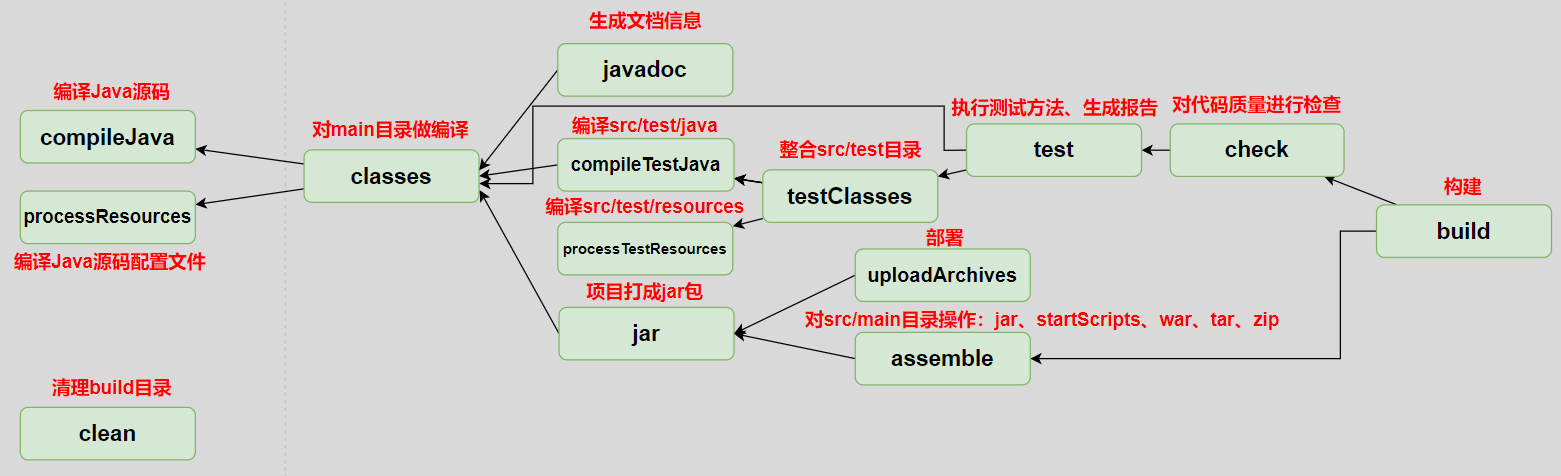 生成文档信息
javadoc
编译Java源码
compileJava
对main目录做编译
classes
processResources
编译Java源码配置文件
编译src/test/java
compileTestJava
编译src/test/resources
processTestResources
项目打成jar包
jar
整合src/test目录
testClasses
执行测试方法、生成报告
test
对代码质量进行检查
check
构建
build
部署
uploadArchives
对src/main目录操作：jar、startScripts、war、tar、zip
assemble
清理build目录
clean